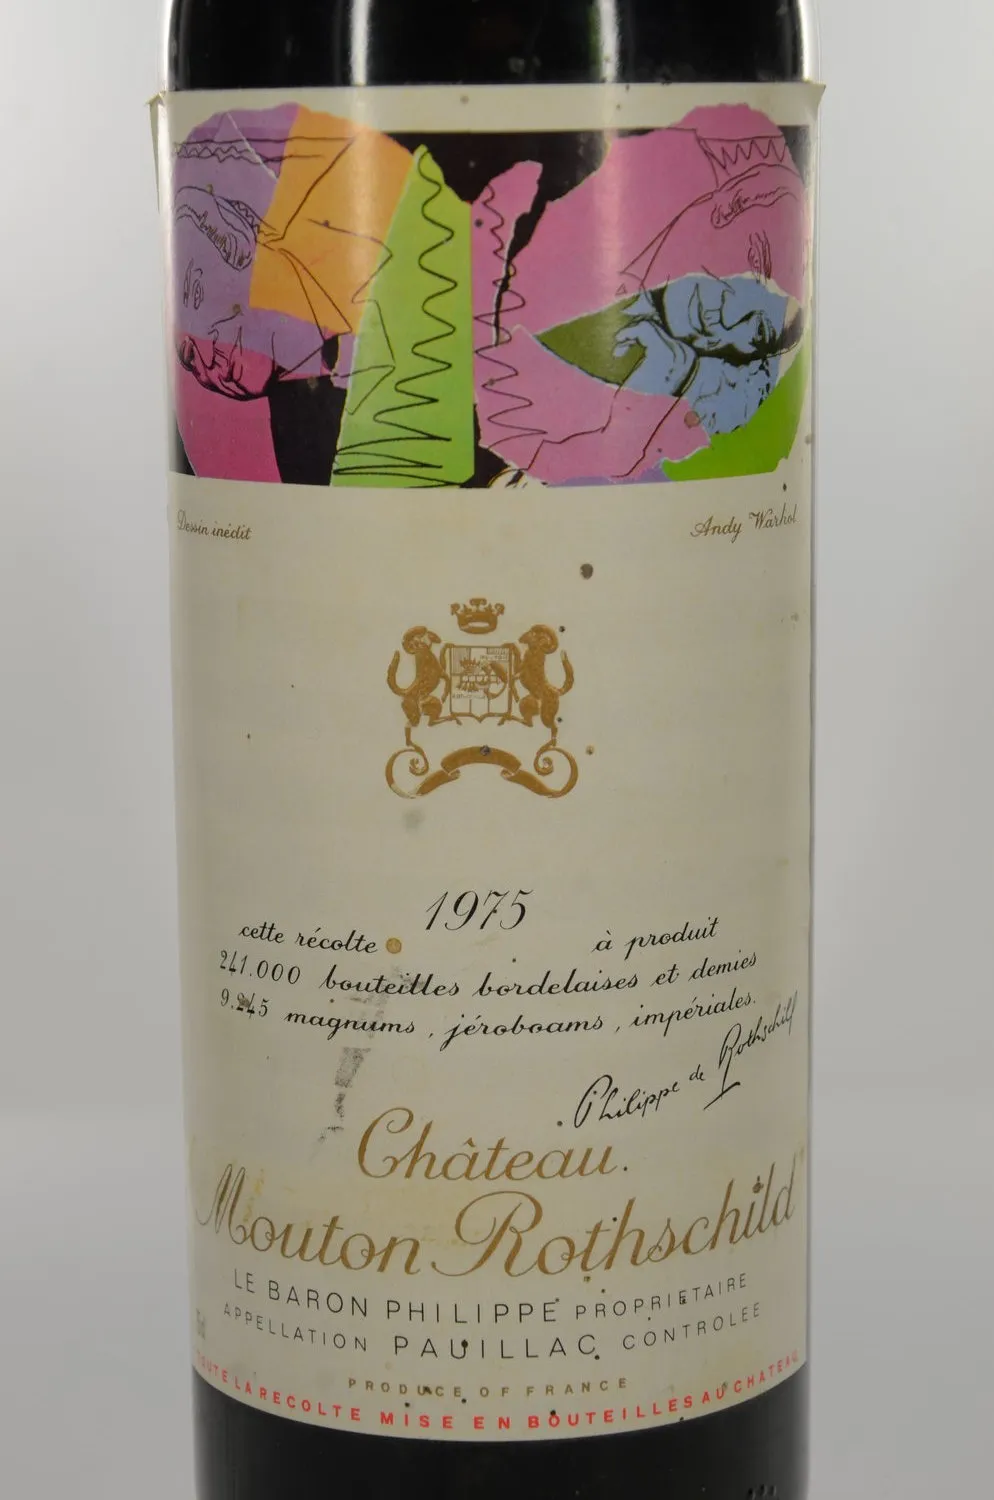 Dessin inédit
Andy Warhol
1975
cette récolte à produit
241.000 bouteilles bordelaises et demies
9.245 magnums, jéroboams, impériales.
Philippe de Rothschild
Château.
Mouton Rothschild
LE BARON PHILIPPE PROPRIETAIRE
APPELLATION PAUILLAC CONTROLEE
PRODUCE OF FRANCE
TOUTE LA RECOLTE MISE EN BOUTEILLES AU CHATEAU